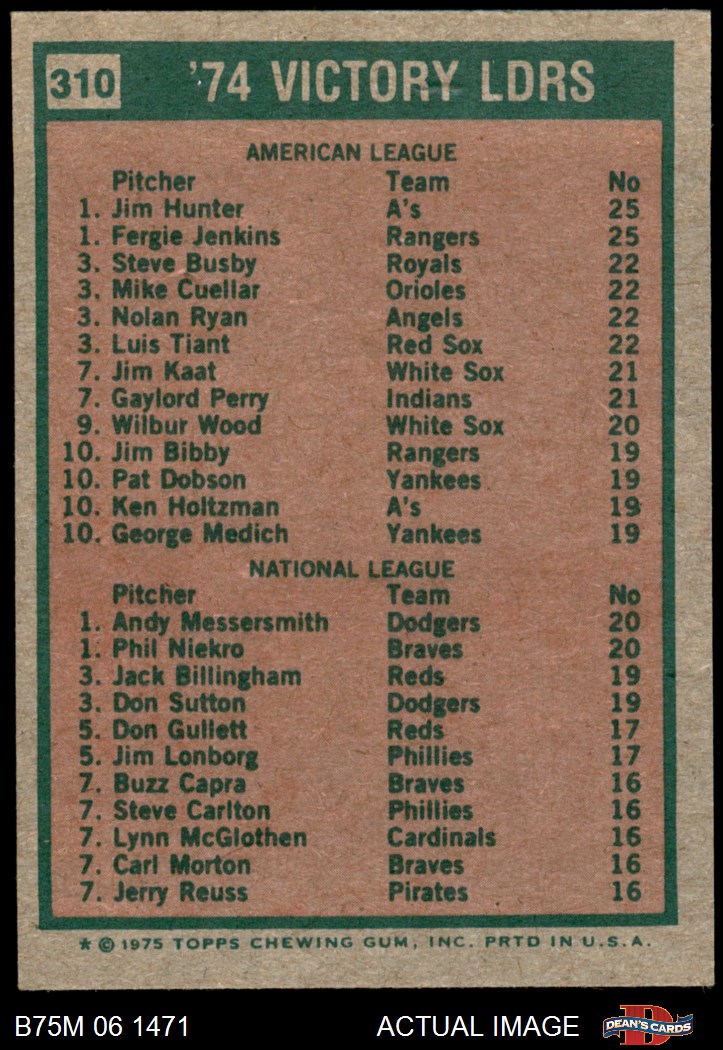 310 '74 VICTORY LDRS
AMERICAN LEAGUE
Pitcher Team No
1. Jim Hunter A's 25
1. Fergie Jenkins Rangers 25
3. Steve Busby Royals 22
3. Mike Cuellar Orioles 22
3. Nolan Ryan Angels 22
3. Luis Tiant Red Sox 22
7. Jim Kaat White Sox 21
7. Gaylord Perry Indians 21
9. Wilbur Wood White Sox 20
10. Jim Bibby Rangers 19
10. Pat Dobson Yankees 19
10. Ken Holtzman A's 19
10. George Medich Yankees 19
NATIONAL LEAGUE
Pitcher Team No
1. Andy Messersmith Dodgers 20
1. Phil Niekro Braves 20
3. Jack Billingham Reds 19
3. Don Sutton Dodgers 19
5. Don Gullett Reds 17
5. Jim Lonborg Phillies 17
7. Buzz Capra Braves 16
7. Steve Carlton Phillies 16
7. Lynn McGlothen Cardinals 16
7. Carl Morton Braves 16
7. Jerry Reuss Pirates 16
* © 1975 TOPPS CHEWING GUM, INC. PRTD IN U.S.A.
B75M 06 1471 ACTUAL IMAGE D DEAN'S CARDS